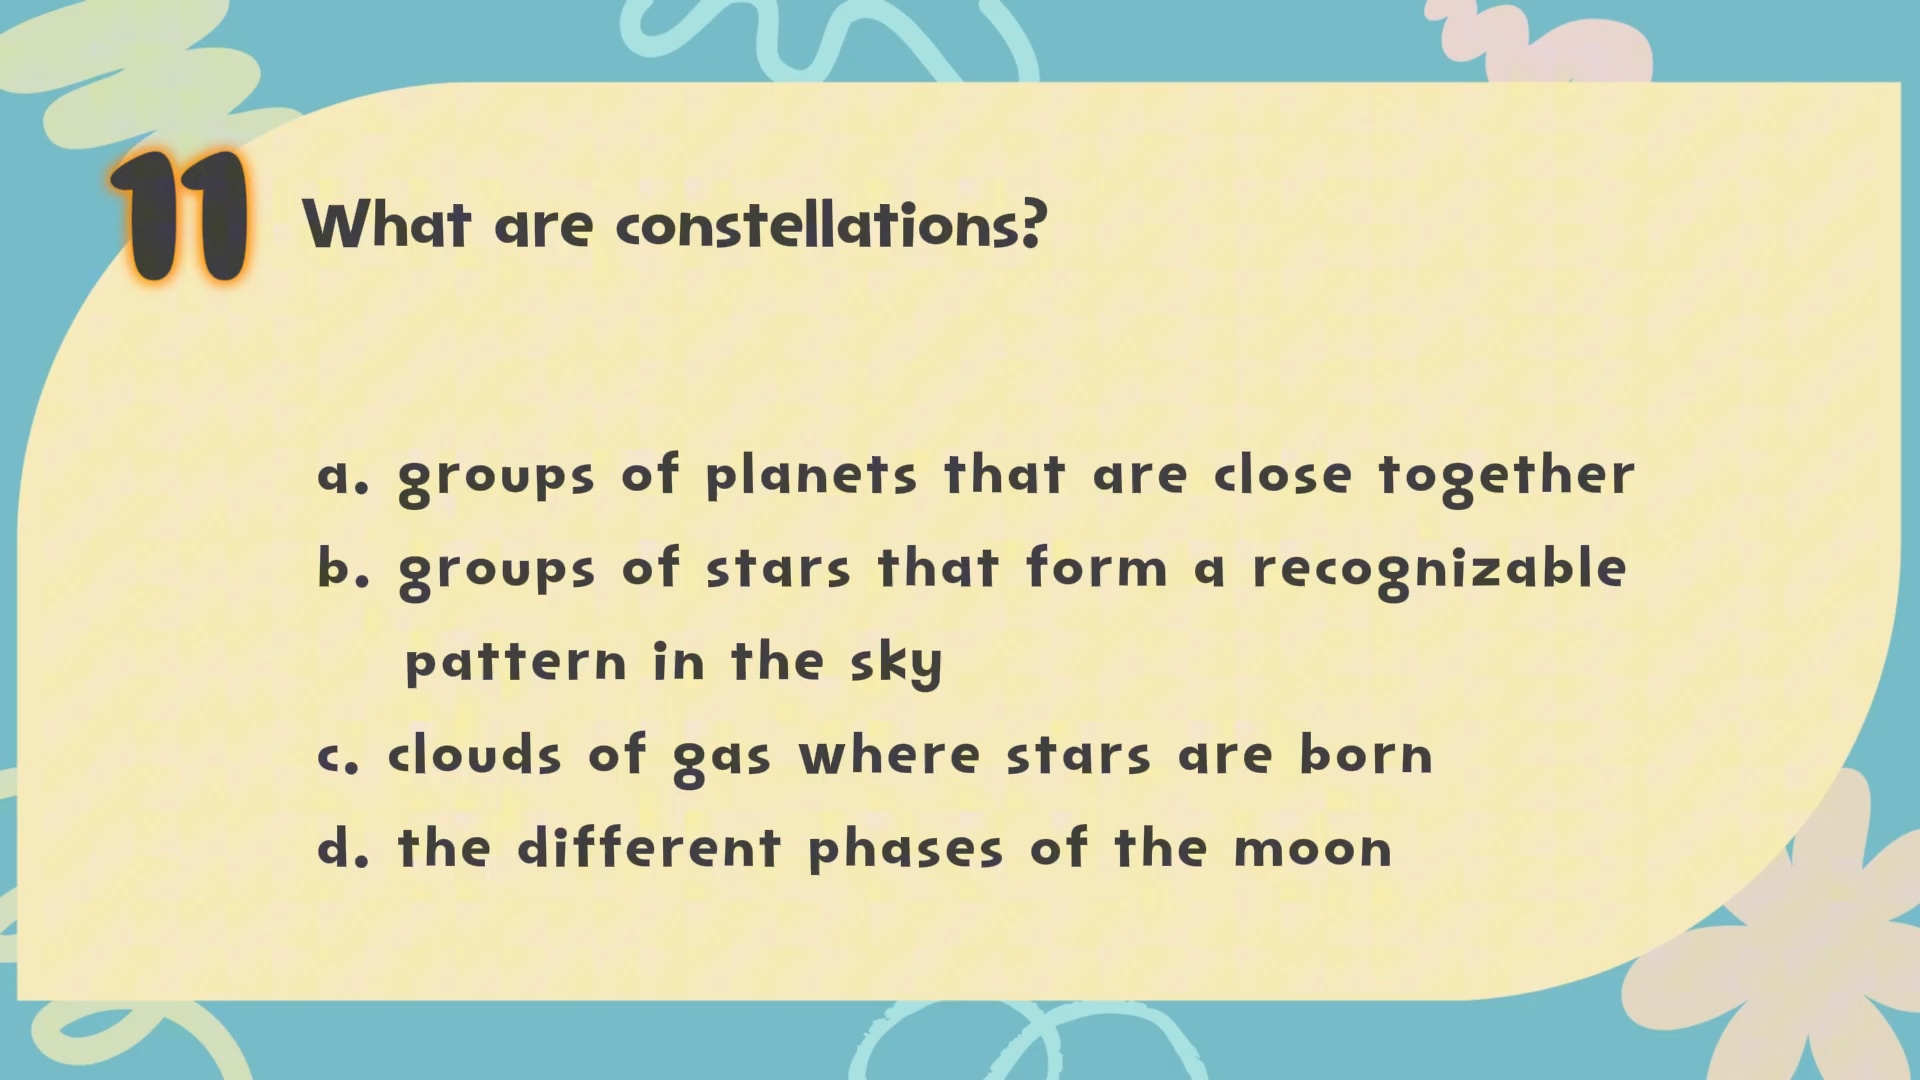 11
What are constellations?
a. groups of planets that are close together
b. groups of stars that form a recognizable
pattern in the sky
c. clouds of gas where stars are born
d. the different phases of the moon